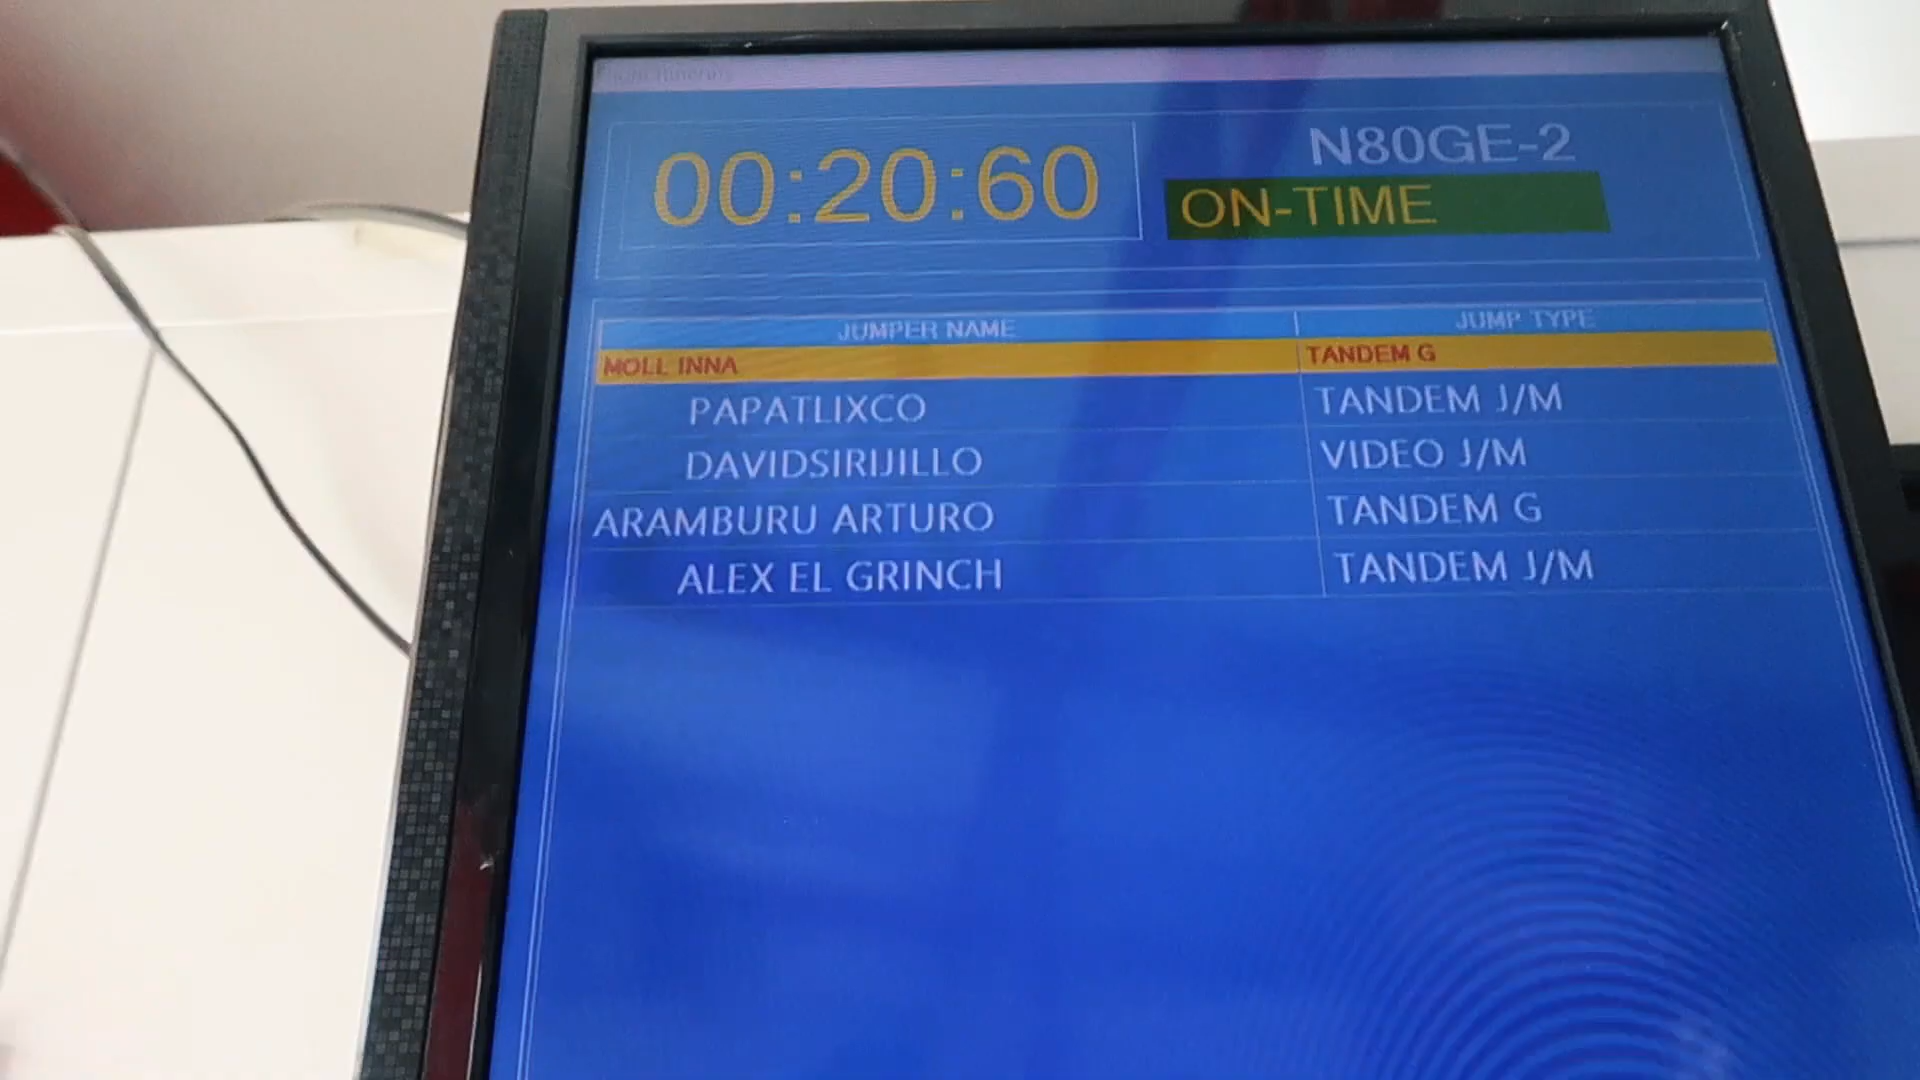 00:20:60
N80GE-2
ON-TIME
JUMPER NAME JUMP TYPE
MOLL INNA TANDEM G
PAPATLIXCO TANDEM J/M
DAVIDSIRIJILLO VIDEO J/M
ARAMBURU ARTURO TANDEM G
ALEX EL GRINCH TANDEM J/M